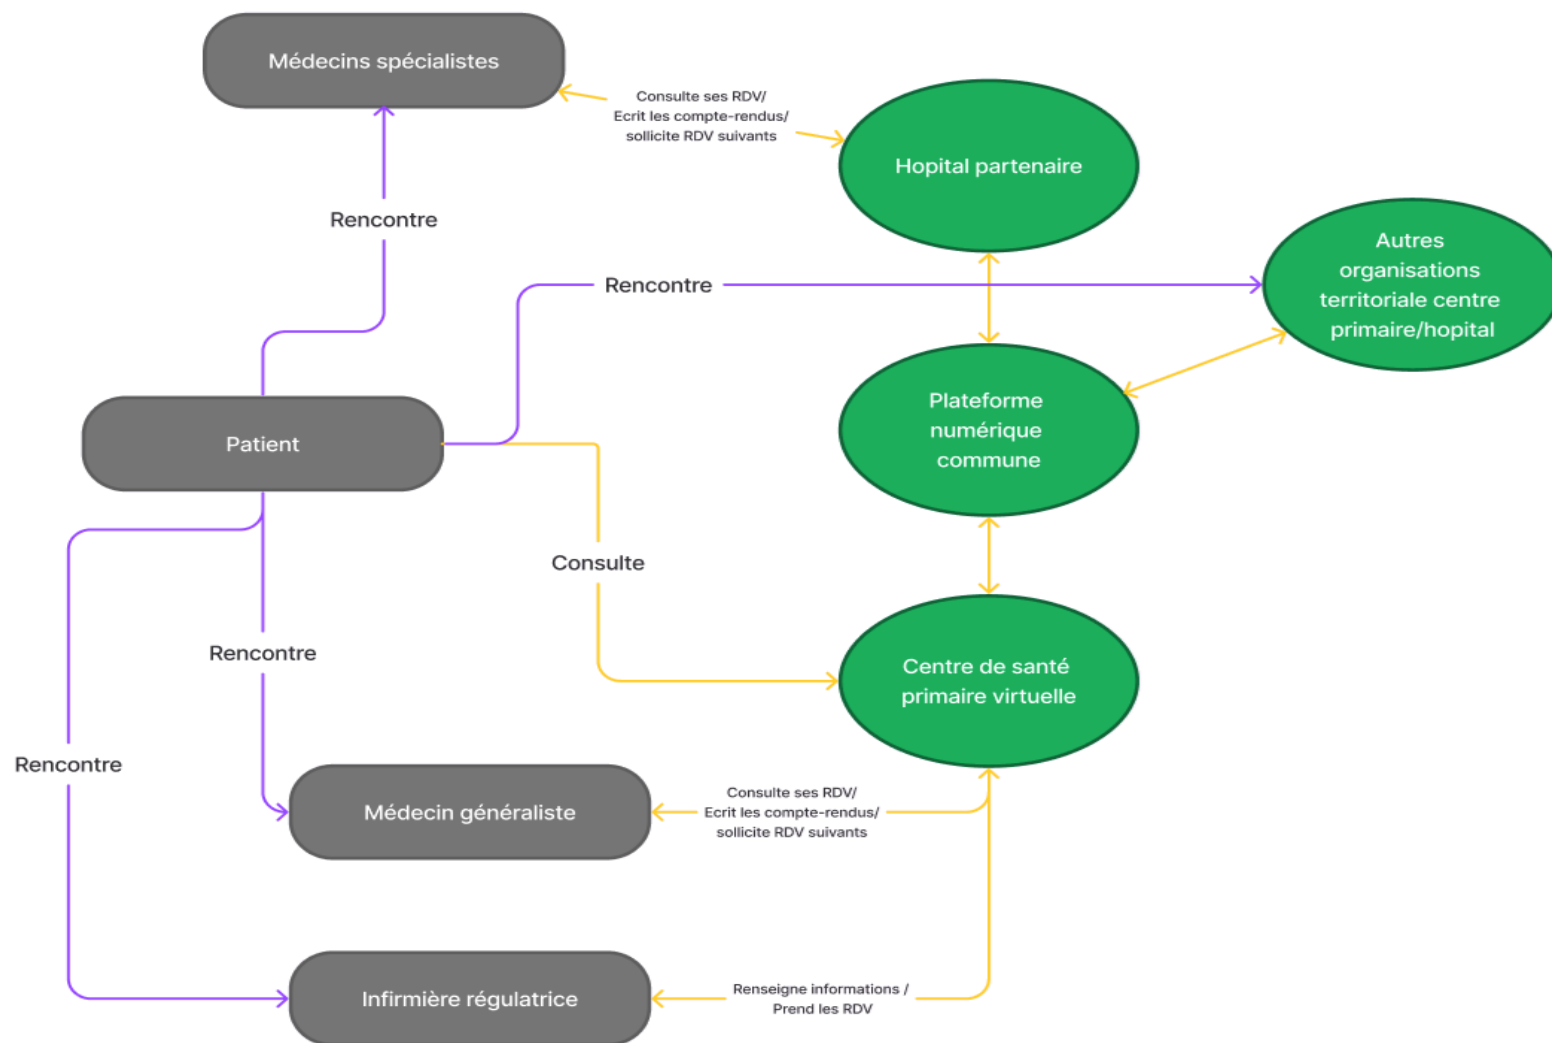 Médecins spécialistes
Consulte ses RDV/
Ecrit les compte-rendus/
sollicite RDV suivants
Hopital partenaire
Rencontre
Autres
organisations
territoriale centre
primaire/hopital
Rencontre
Patient
Plateforme
numérique
commune
Consulte
Rencontre
Centre de santé
primaire virtuelle
Rencontre
Médecin généraliste
Consulte ses RDV/
Ecrit les compte-rendus/
sollicite RDV suivants
Infirmière régulatrice
Renseigne informations /
Prend les RDV